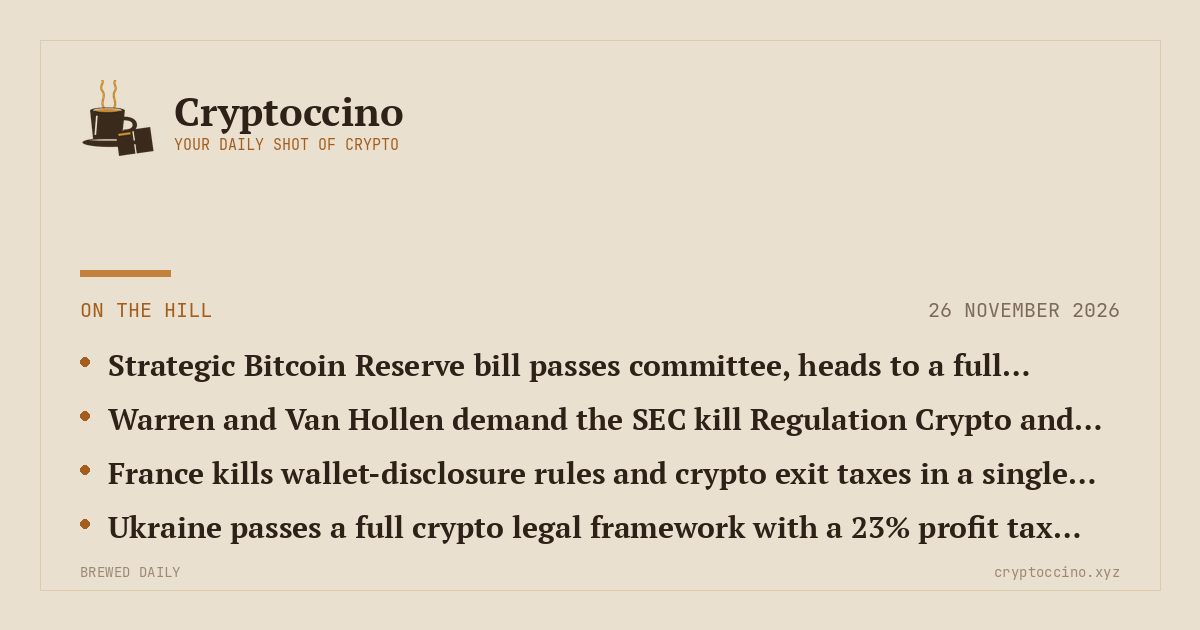 Cryptoccino
YOUR DAILY SHOT OF CRYPTO
ON THE HILL
26 NOVEMBER 2026
Strategic Bitcoin Reserve bill passes committee, heads to a full...
Warren and Van Hollen demand the SEC kill Regulation Crypto and...
France kills wallet-disclosure rules and crypto exit taxes in a single...
Ukraine passes a full crypto legal framework with a 23% profit tax...
BREWED DAILY
cryptoccino.xyz